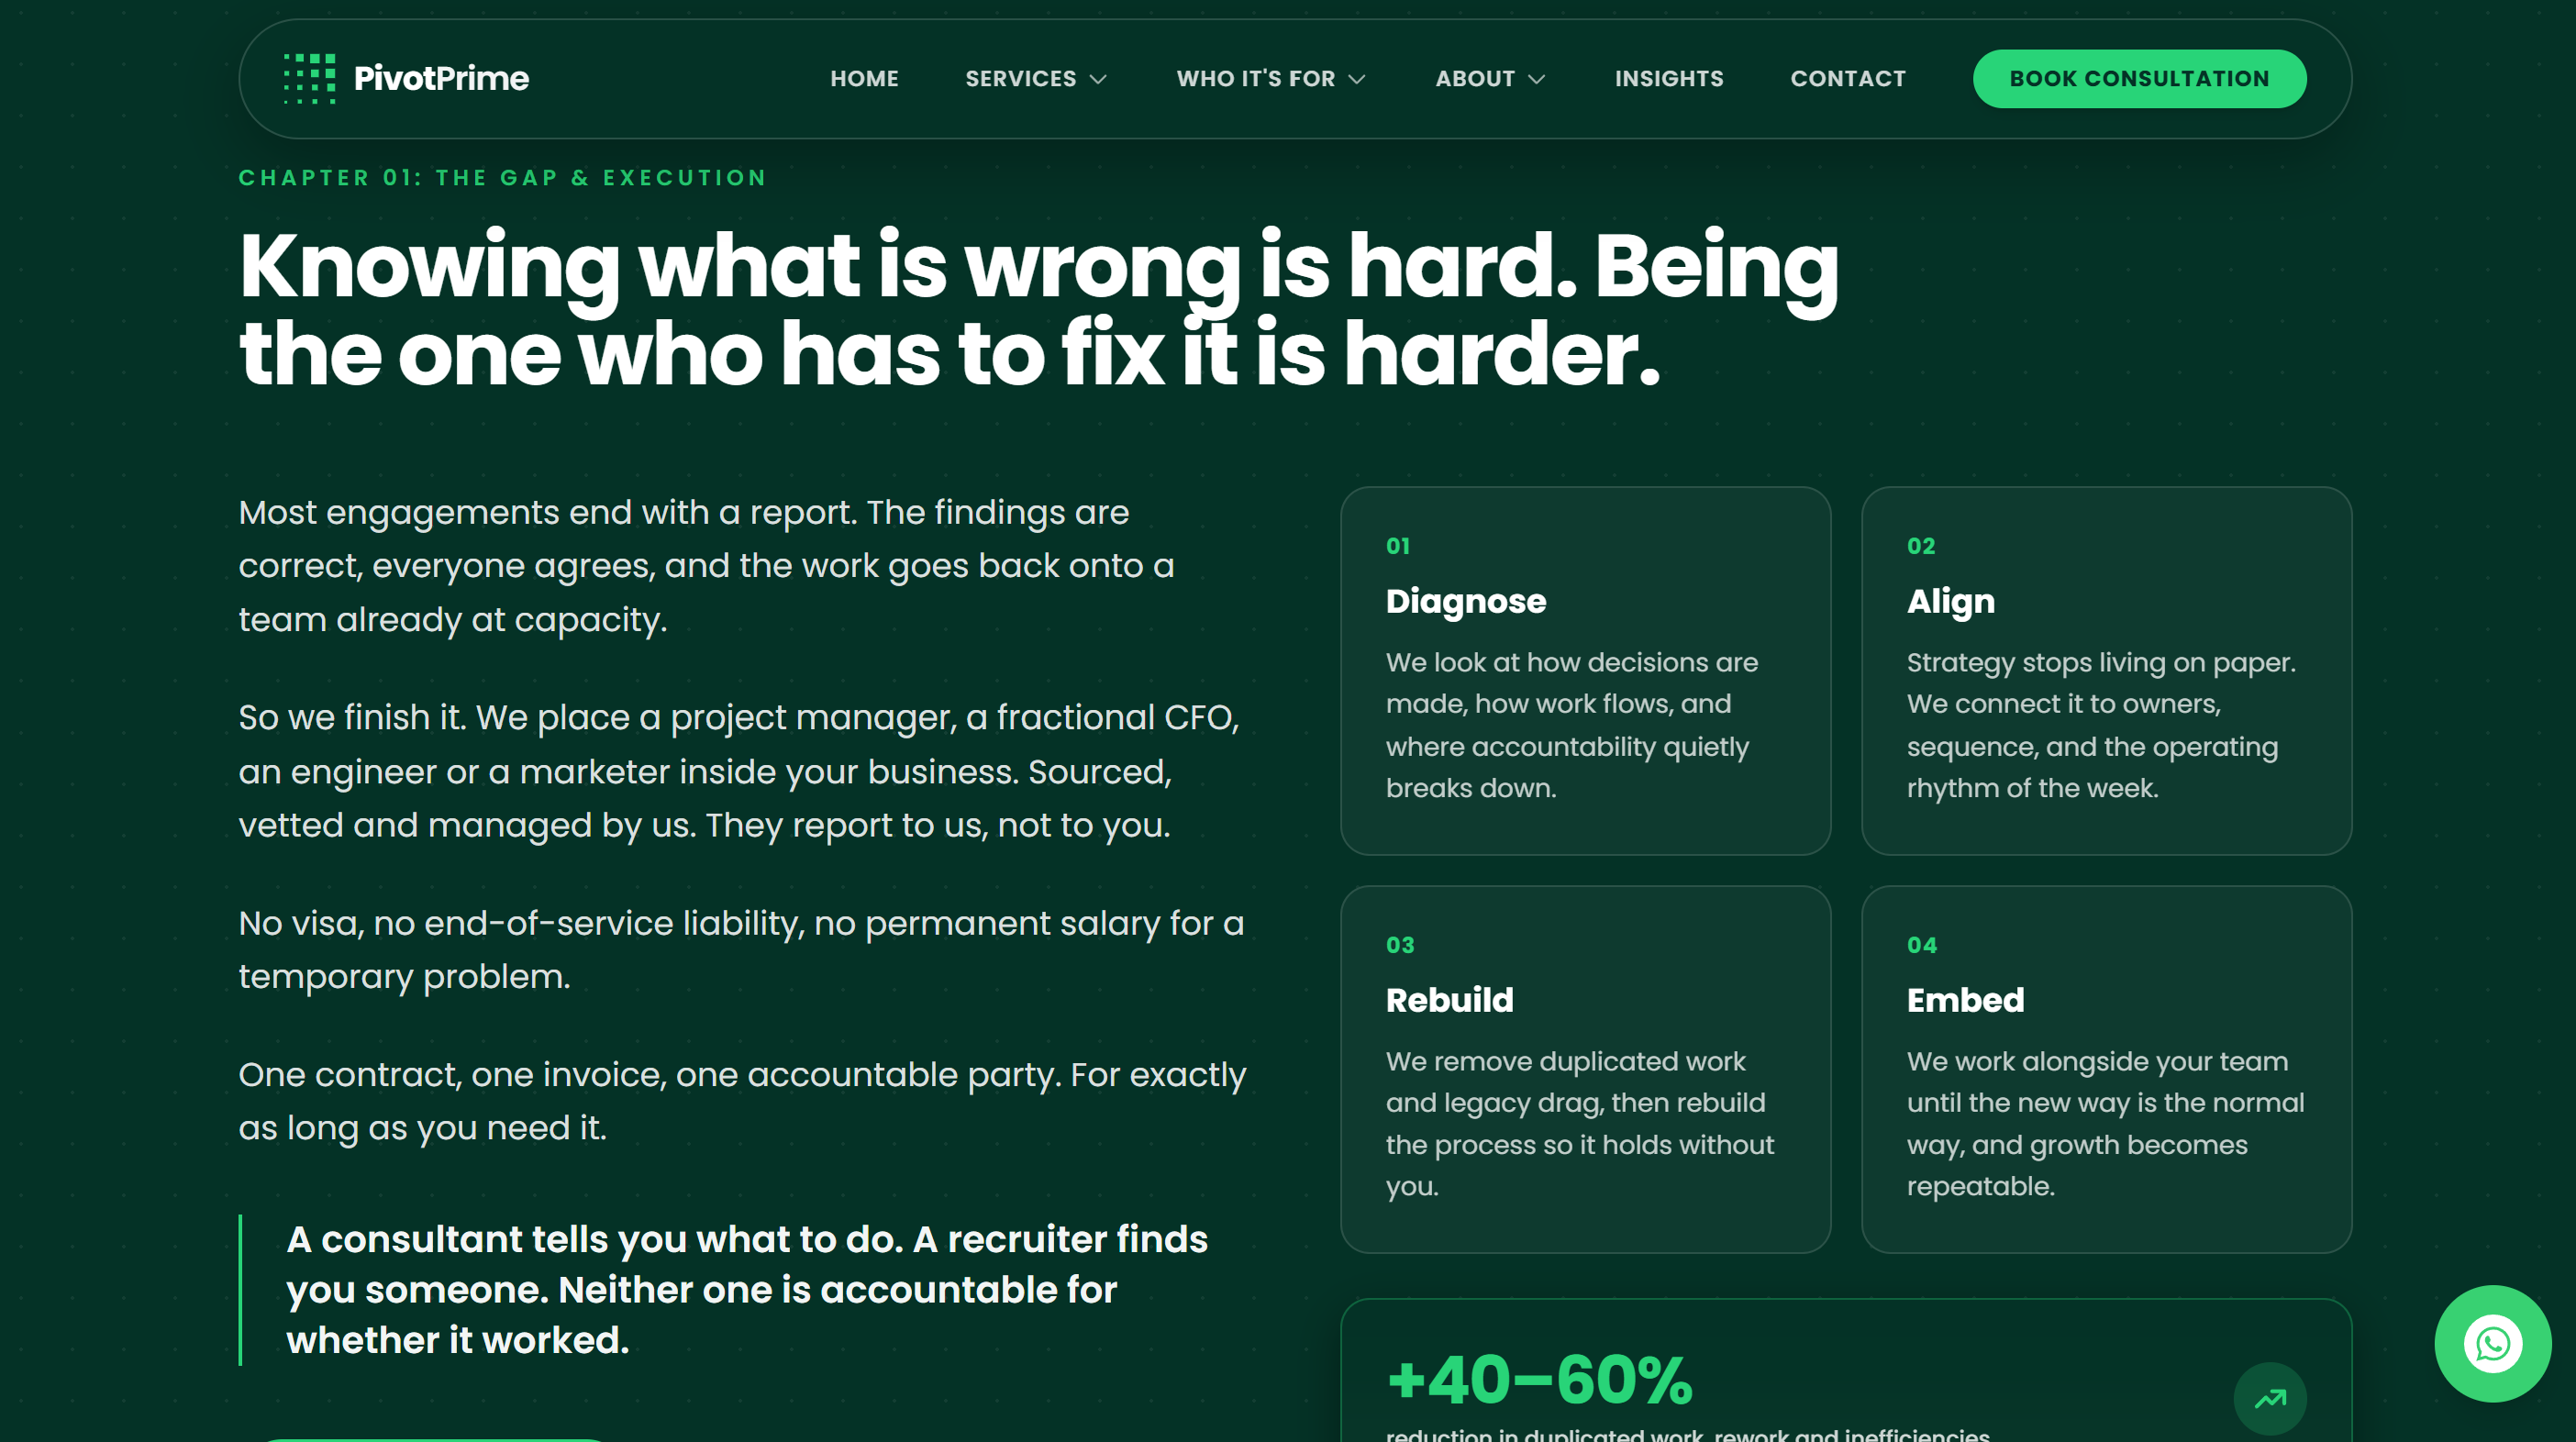 PivotPrime
HOME
SERVICES
WHO IT'S FOR
ABOUT
INSIGHTS
CONTACT
BOOK CONSULTATION
CHAPTER 01: THE GAP & EXECUTION
Knowing what is wrong is hard. Being
the one who has to fix it is harder.
Most engagements end with a report. The findings are
correct, everyone agrees, and the work goes back onto a
team already at capacity.
So we finish it. We place a project manager, a fractional CFO,
an engineer or a marketer inside your business. Sourced,
vetted and managed by us. They report to us, not to you.
No visa, no end-of-service liability, no permanent salary for a
temporary problem.
One contract, one invoice, one accountable party. For exactly
as long as you need it.
A consultant tells you what to do. A recruiter finds
you someone. Neither one is accountable for
whether it worked.
01
Diagnose
We look at how decisions are
made, how work flows, and
where accountability quietly
breaks down.
02
Align
Strategy stops living on paper.
We connect it to owners,
sequence, and the operating
rhythm of the week.
03
Rebuild
We remove duplicated work
and legacy drag, then rebuild
the process so it holds without
you.
04
Embed
We work alongside your team
until the new way is the normal
way, and growth becomes
repeatable.
+40–60%
reduction in duplicated work, rework and inefficiencies